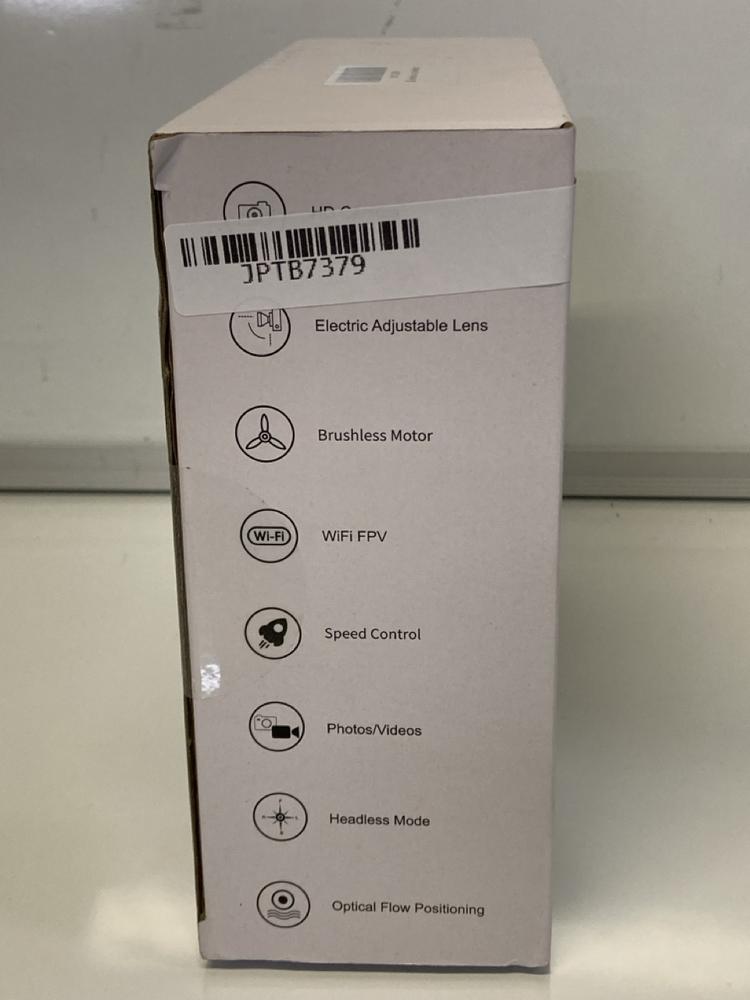 HD
JPTB7379
Electric Adjustable Lens
Brushless Motor
Wi-Fi
WiFi FPV
Speed Control
Photos/Videos
Headless Mode
Optical Flow Positioning